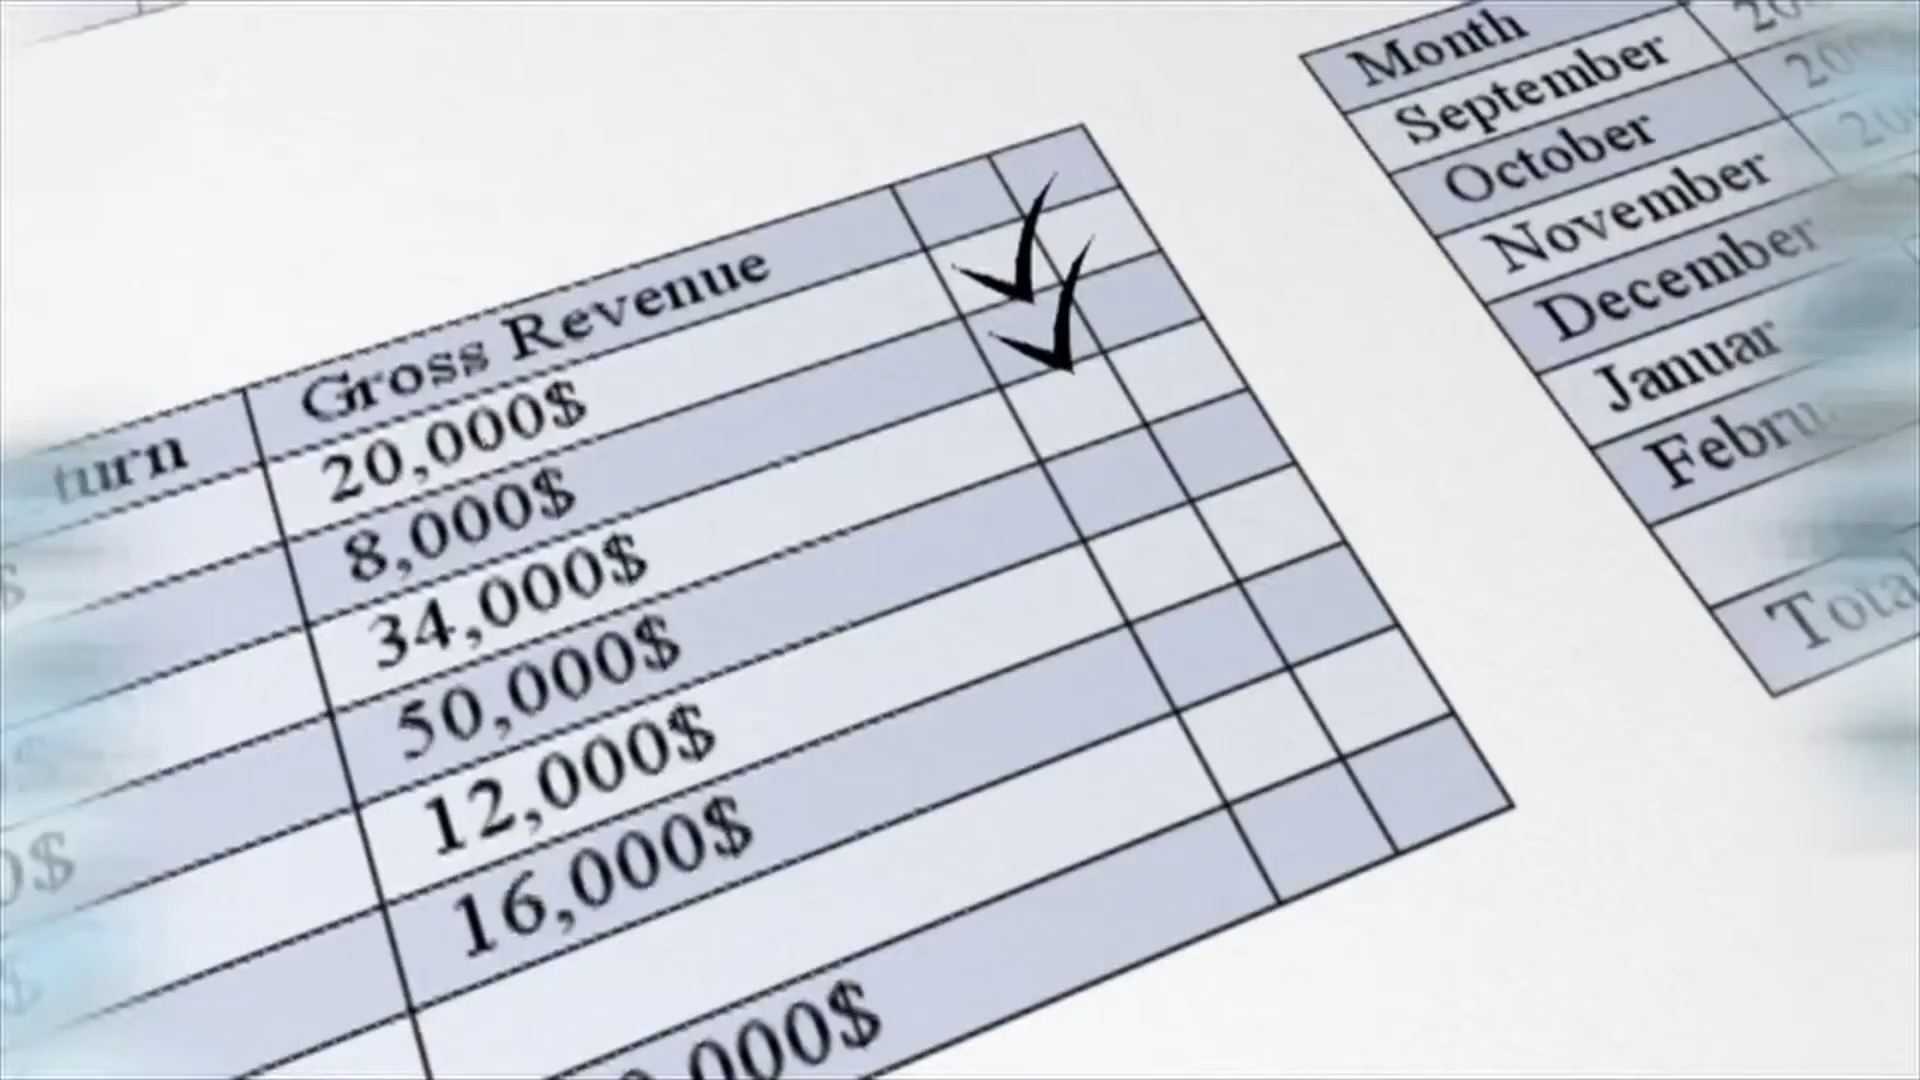 turn Gross Revenue
20,000$
8,000$
34,000$
50,000$
12,000$
16,000$
Month
September
October
November
December
Januar
Febru
Total